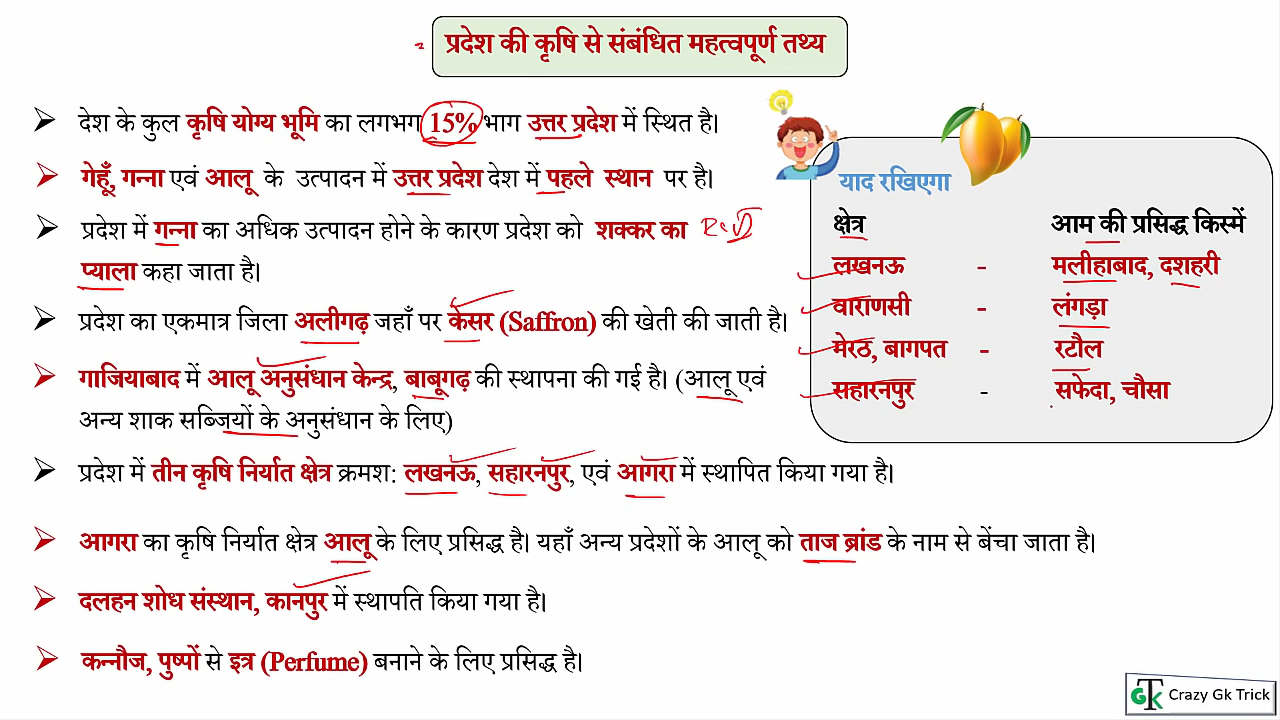 प्रदेश की कृषि से संबंधित महत्वपूर्ण तथ्य
देश के कुल कृषि योग्य भूमि का लगभग 15% भाग उत्तर प्रदेश में स्थित है।
गेहूँ, गन्ना एवं आलू के उत्पादन में उत्तर प्रदेश देश में पहले स्थान पर है।
प्रदेश में गन्ना का अधिक उत्पादन होने के कारण प्रदेश को शक्कर का
प्याला कहा जाता है।
प्रदेश का एकमात्र जिला अलीगढ़ जहाँ पर केसर (Saffron) की खेती की जाती है।
गाजियाबाद में आलू अनुसंधान केन्द्र, बाबूगढ़ की स्थापना की गई है। (आलू एवं
अन्य शाक सब्जियों के अनुसंधान के लिए)
प्रदेश में तीन कृषि निर्यात क्षेत्र क्रमश: लखनऊ, सहारनपुर, एवं आगरा में स्थापित किया गया है।
आगरा का कृषि निर्यात क्षेत्र आलू के लिए प्रसिद्ध है। यहाँ अन्य प्रदेशों के आलू को ताज ब्रांड के नाम से बेंचा जाता है।
दलहन शोध संस्थान, कानपुर में स्थापति किया गया है।
कन्नौज, पुष्पों से इत्र (Perfume) बनाने के लिए प्रसिद्ध है।
याद रखिएगा
क्षेत्र आम की प्रसिद्ध किस्में
लखनऊ - मलीहाबाद, दशहरी
वाराणसी - लंगड़ा
मेरठ, बागपत - रटौल
सहारनपुर - सफेदा, चौसा
GTK Crazy Gk Trick